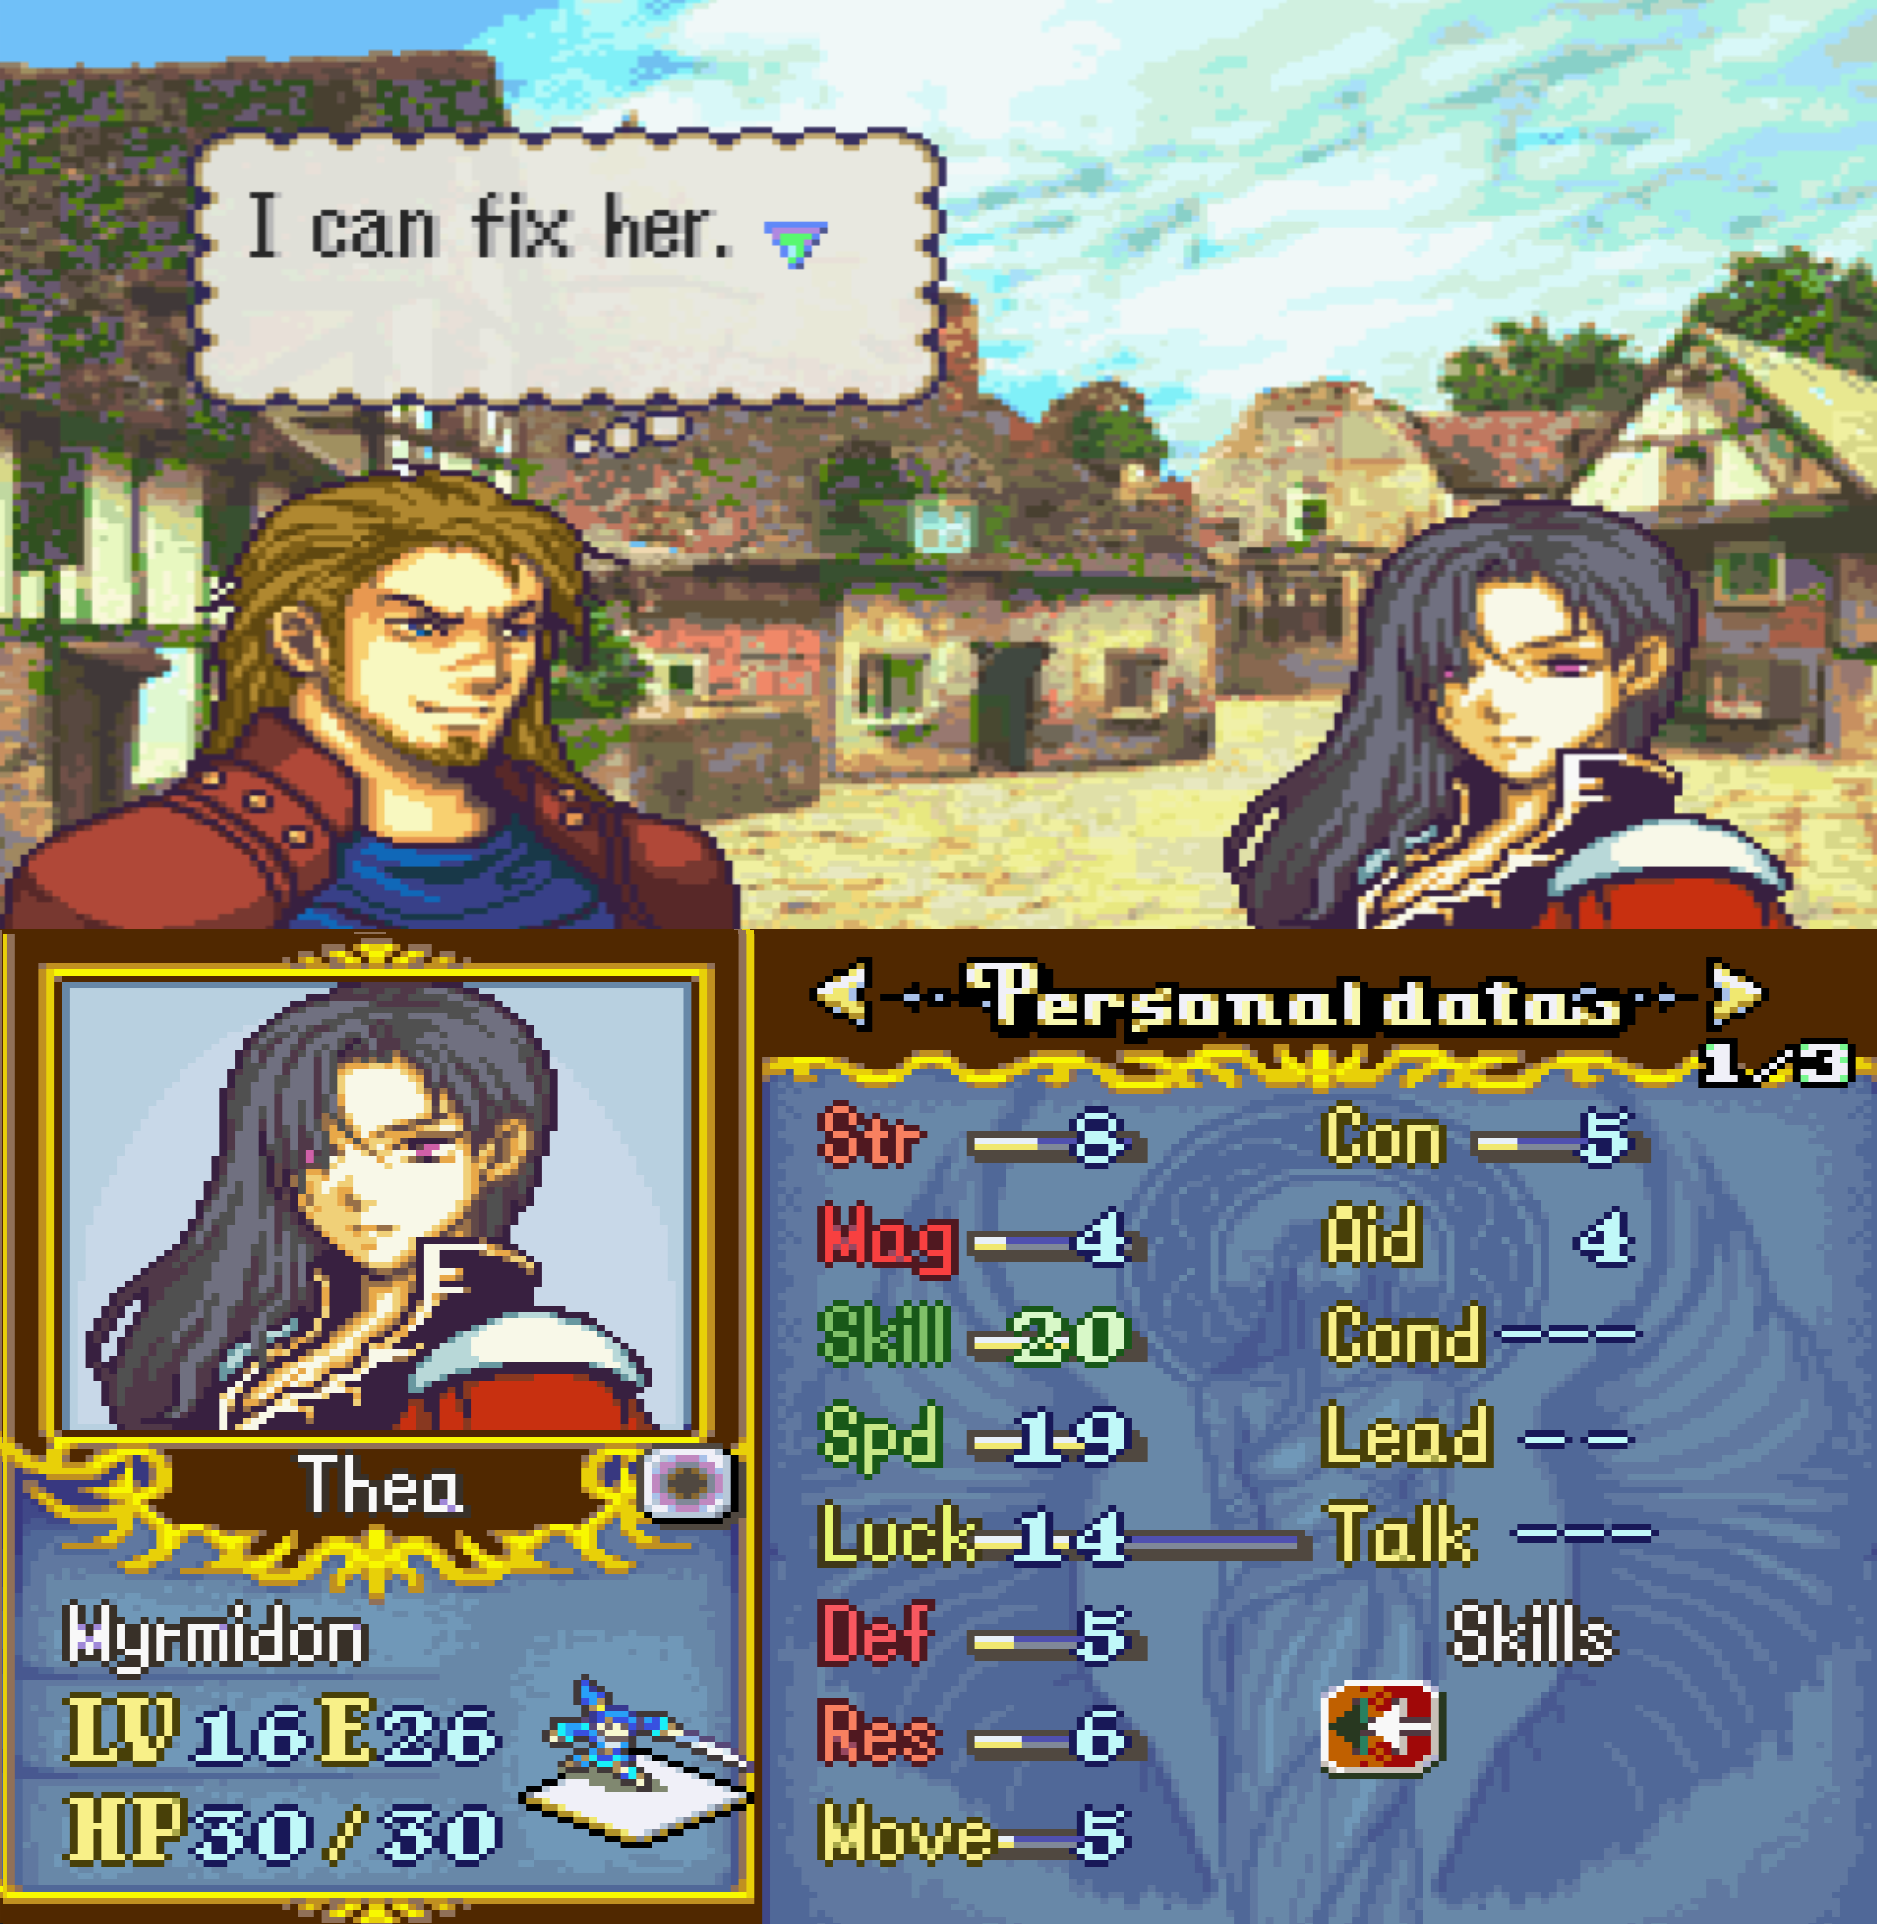 I can fix her.
Personal data
1/3
Thea
Myrmidon
LV 16 E 26
HP 30/30
Str 8
Mag 4
Skill 20
Spd 19
Luck 14
Def 5
Res 6
Move 5
Con 5
Aid 4
Cond ---
Lead --
Talk ---
Skills